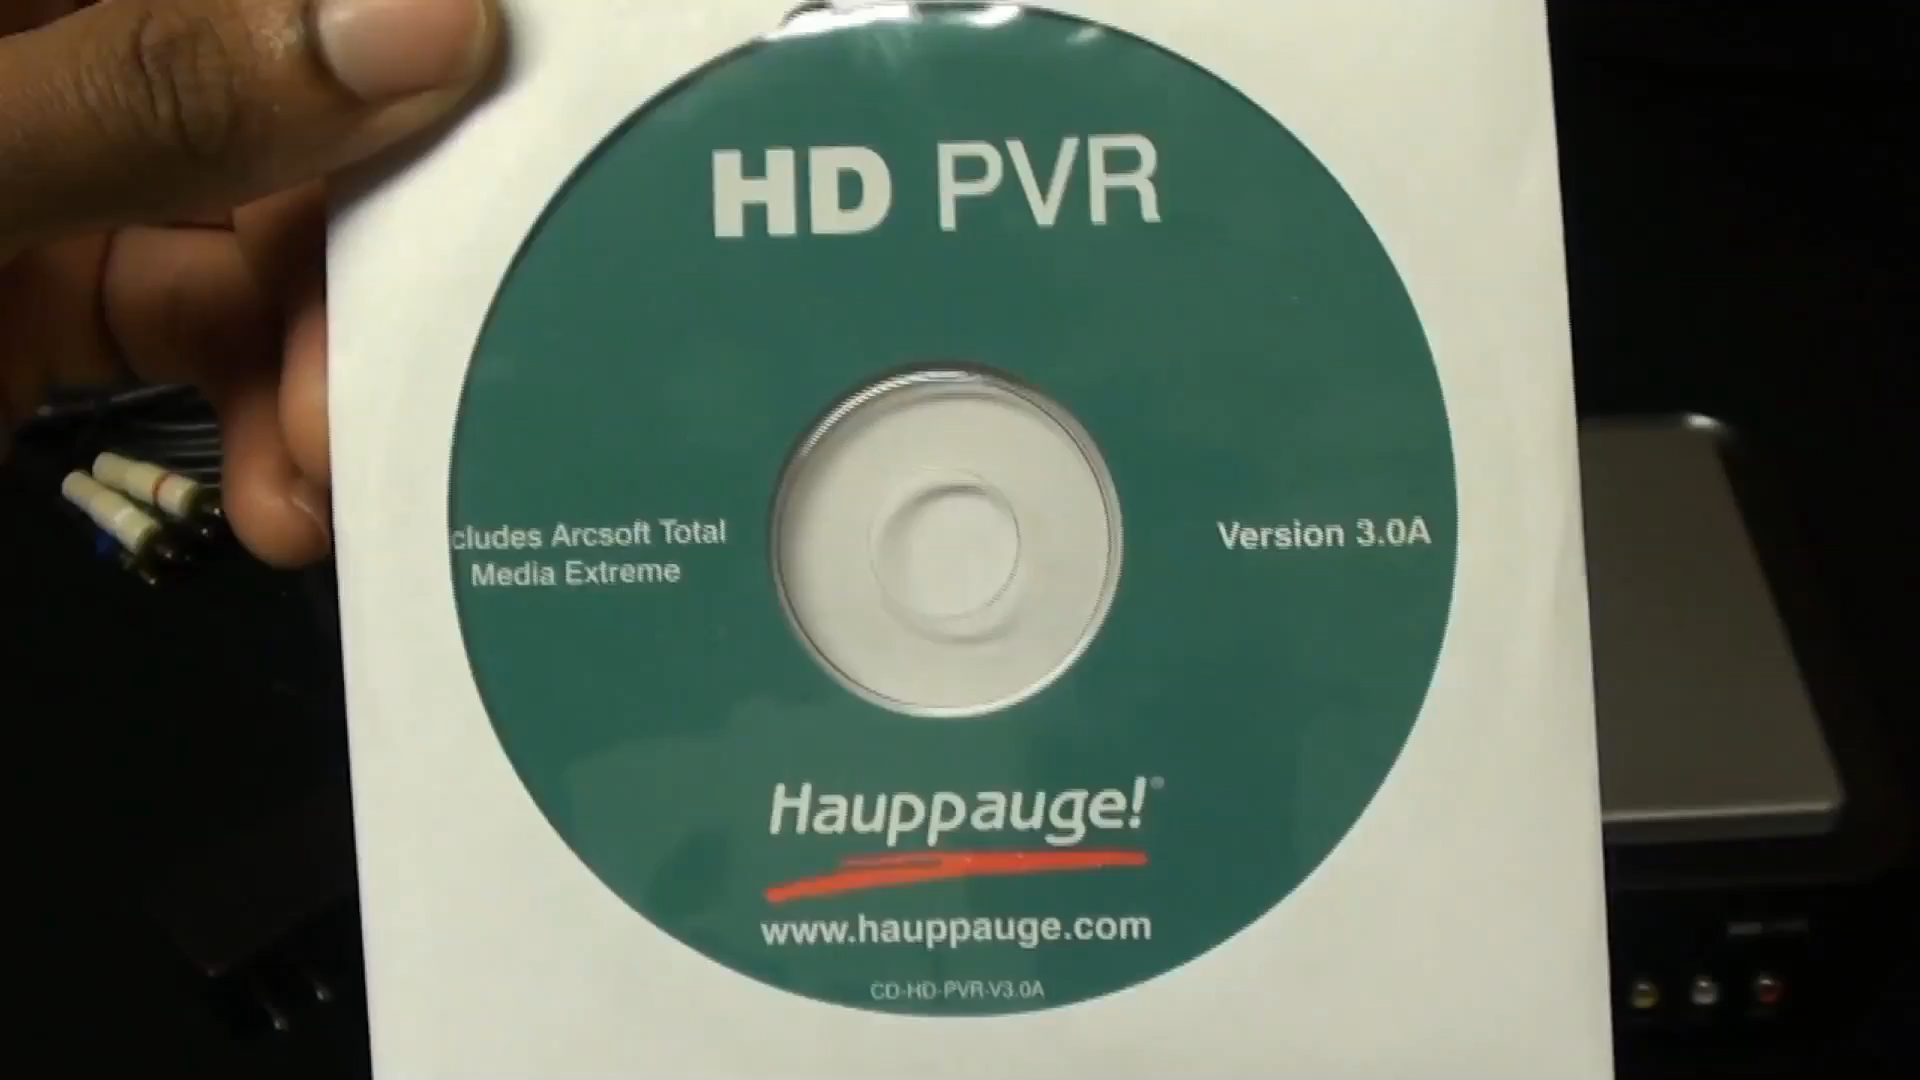 HD PVR
cludes Arcsoft Total
Media Extreme
Version 3.0A
Hauppauge!®
www.hauppauge.com
CD-HD-PVR-V3.0A